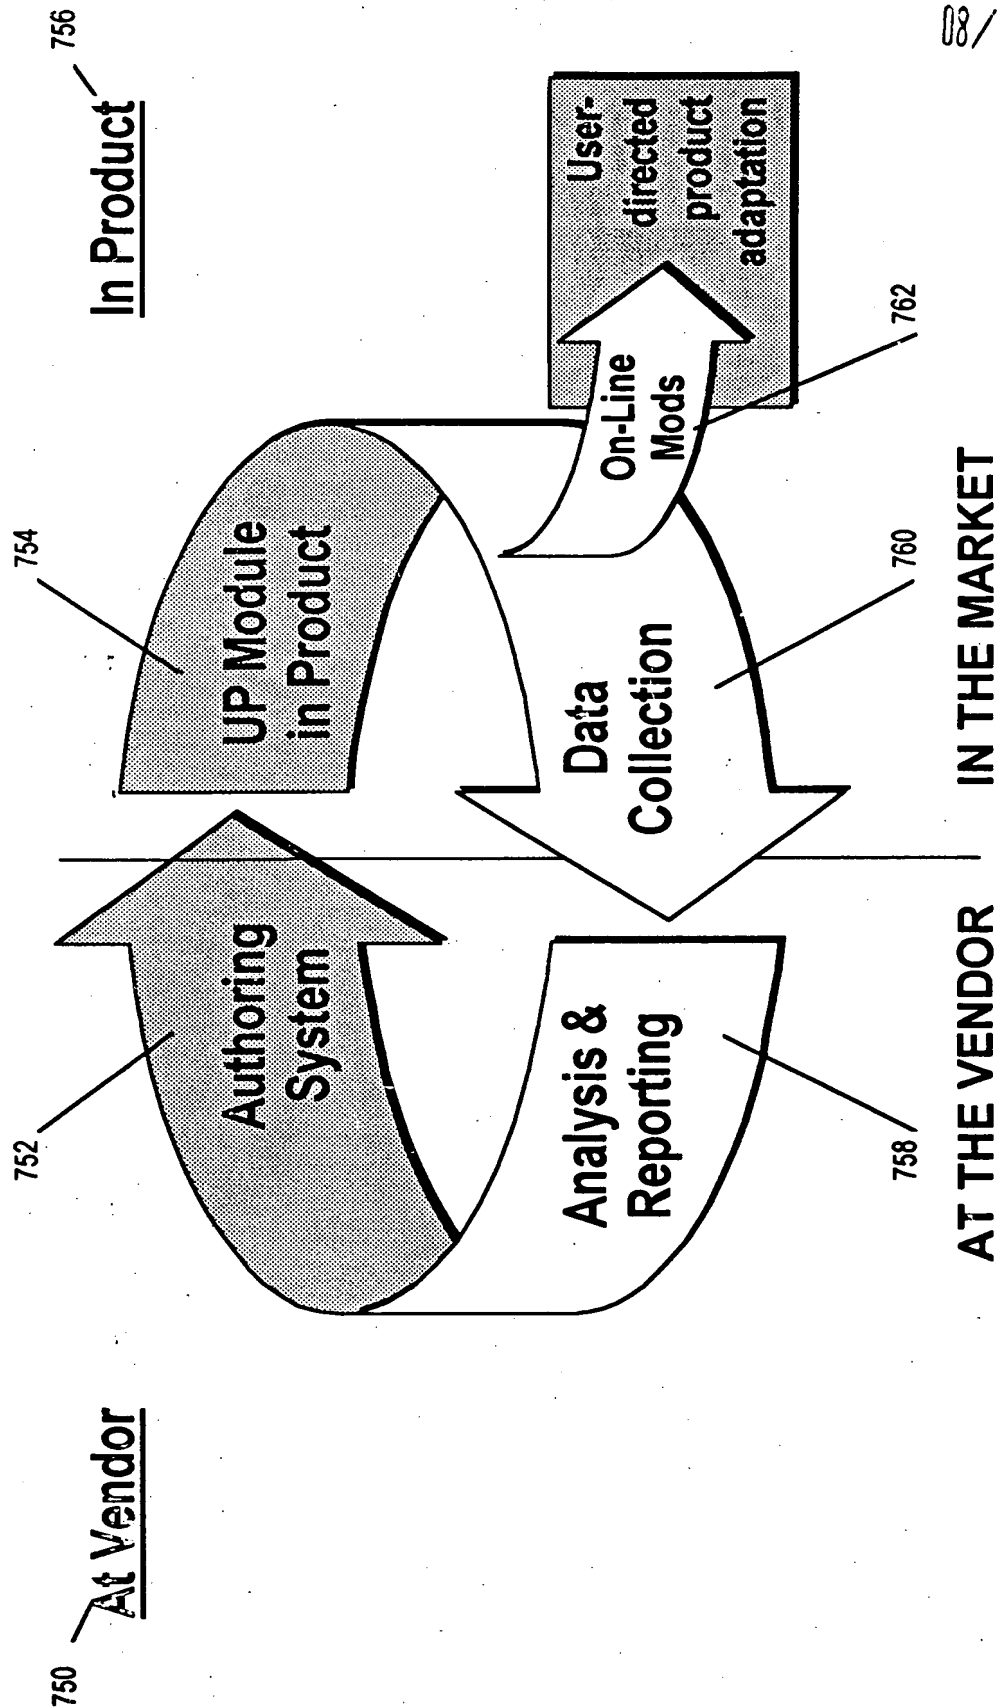 750
At Vendor
In Product
756
752
754
Authoring
System
UP Module
in Product
Analysis &
Reporting
Data
Collection
On-Line
Mods
User-
directed
product
adaptation
758
760
762
AT THE VENDOR
IN THE MARKET
/80